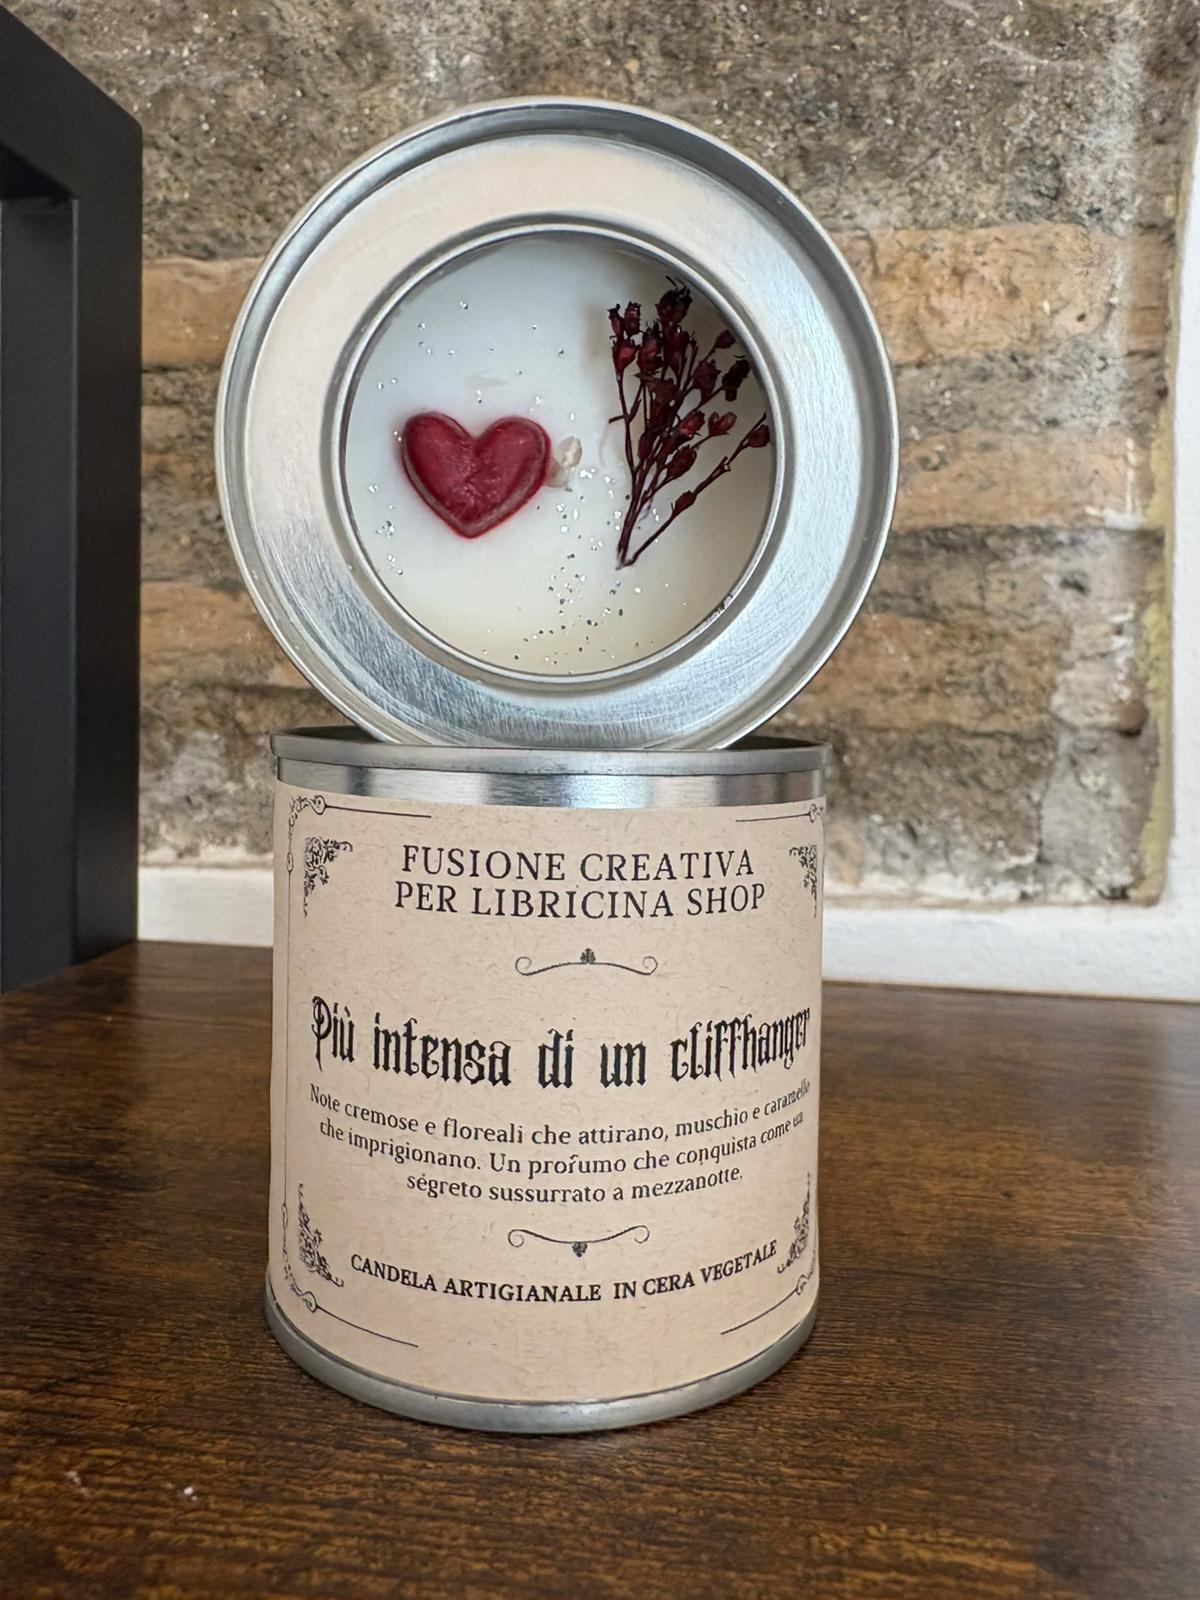 FUSIONE CREATIVA
PER LIBRICINA SHOP
Più intensa di un cliffhanger
Note cremose e floreali che attirano, muschio e caramello
che imprigionano. Un profumo che conquista come un
segreto sussurrato a mezzanotte.
CANDELA ARTIGIANALE IN CERA VEGETALE